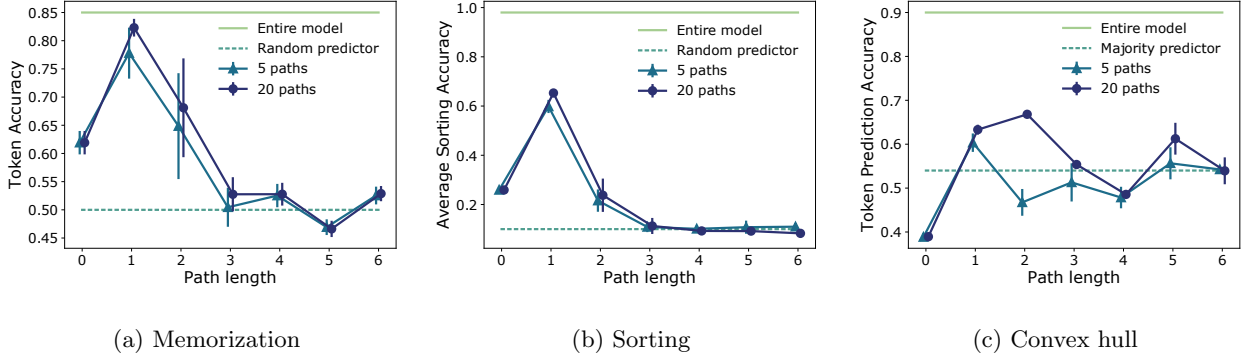 Token Accuracy
0.85
0.80
0.75
0.70
0.65
0.60
0.55
0.50
0.45
Entire model
Random predictor
5 paths
20 paths
0 1 2 3 4 5 6
Path length
(a) Memorization
Average Sorting Accuracy
1.0
0.8
0.6
0.4
0.2
Entire model
Random predictor
5 paths
20 paths
0 1 2 3 4 5 6
Path length
(b) Sorting
Token Prediction Accuracy
0.9
0.8
0.7
0.6
0.5
0.4
Entire model
Majority predictor
5 paths
20 paths
0 1 2 3 4 5 6
Path length
(c) Convex hull